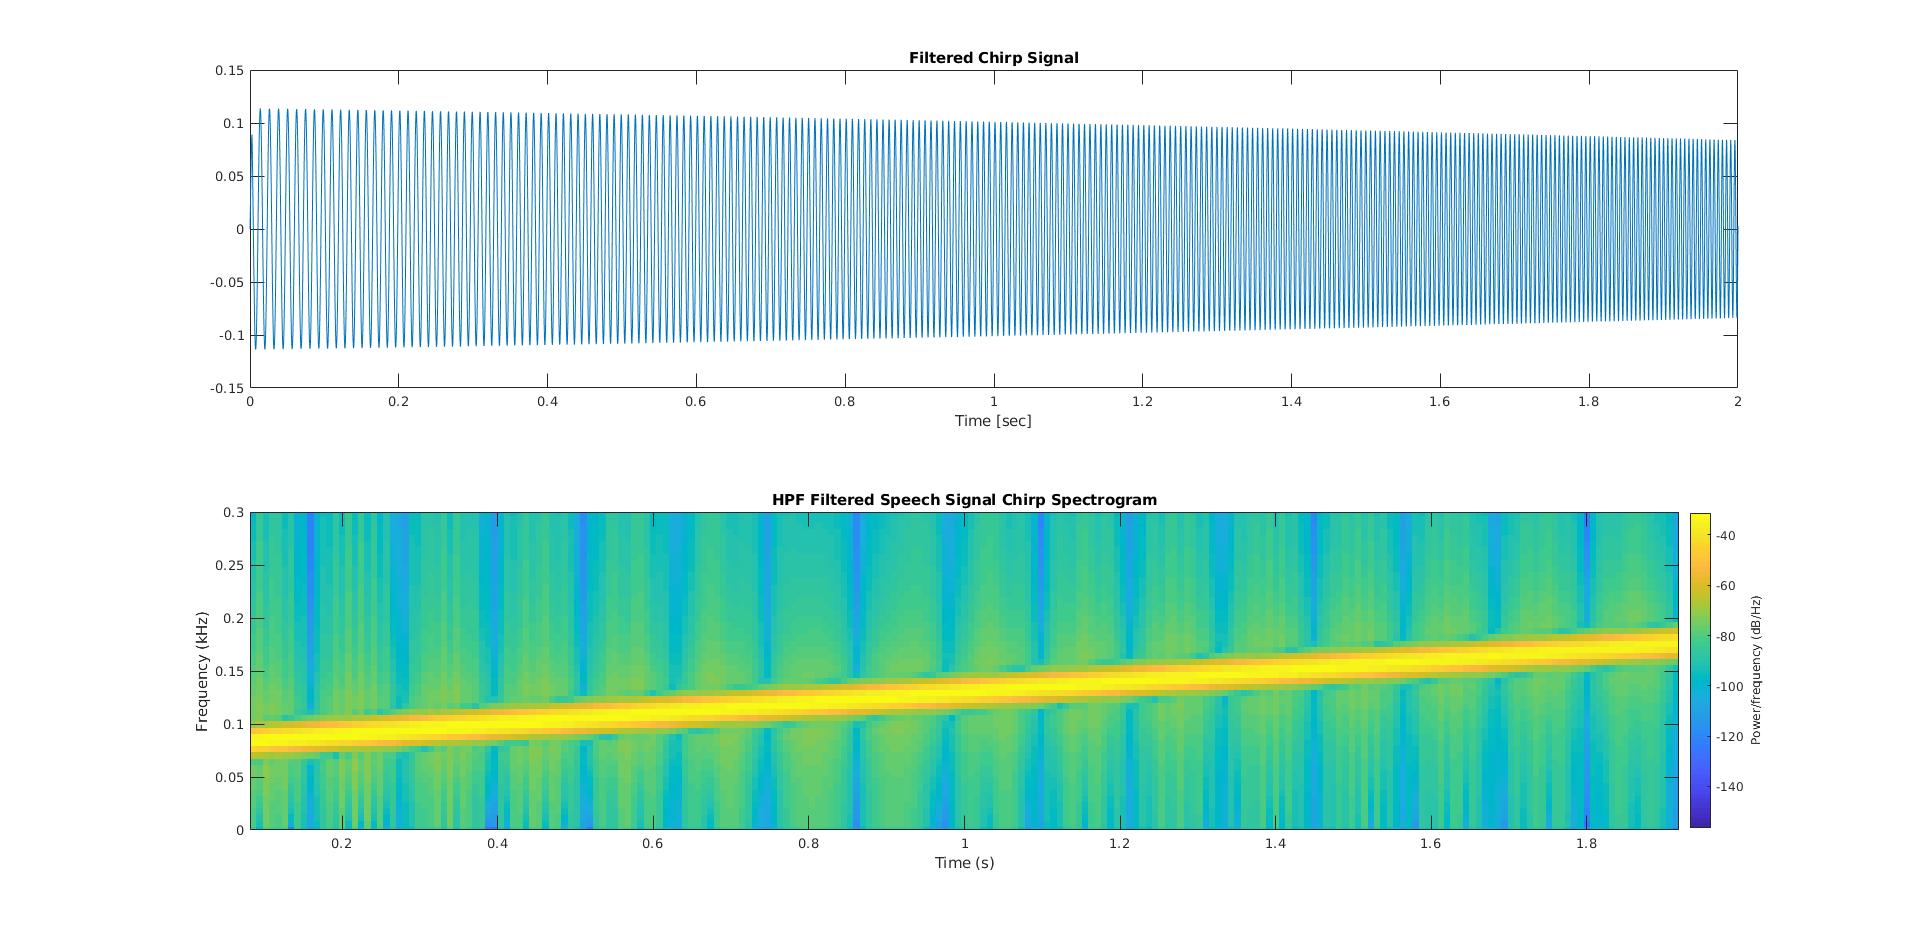 Filtered Chirp Signal
0.15
0.1
0.05
0
-0.05
-0.1
-0.15
0 0.2 0.4 0.6 0.8 1 1.2 1.4 1.6 1.8 2
Time [sec]
HPF Filtered Speech Signal Chirp Spectrogram
0.3
0.25
0.2
0.15
0.1
0.05
0
Frequency (kHz)
0.2 0.4 0.6 0.8 1 1.2 1.4 1.6 1.8
Time (s)
-40
-60
-80
-100
-120
-140
Power/frequency (dB/Hz)